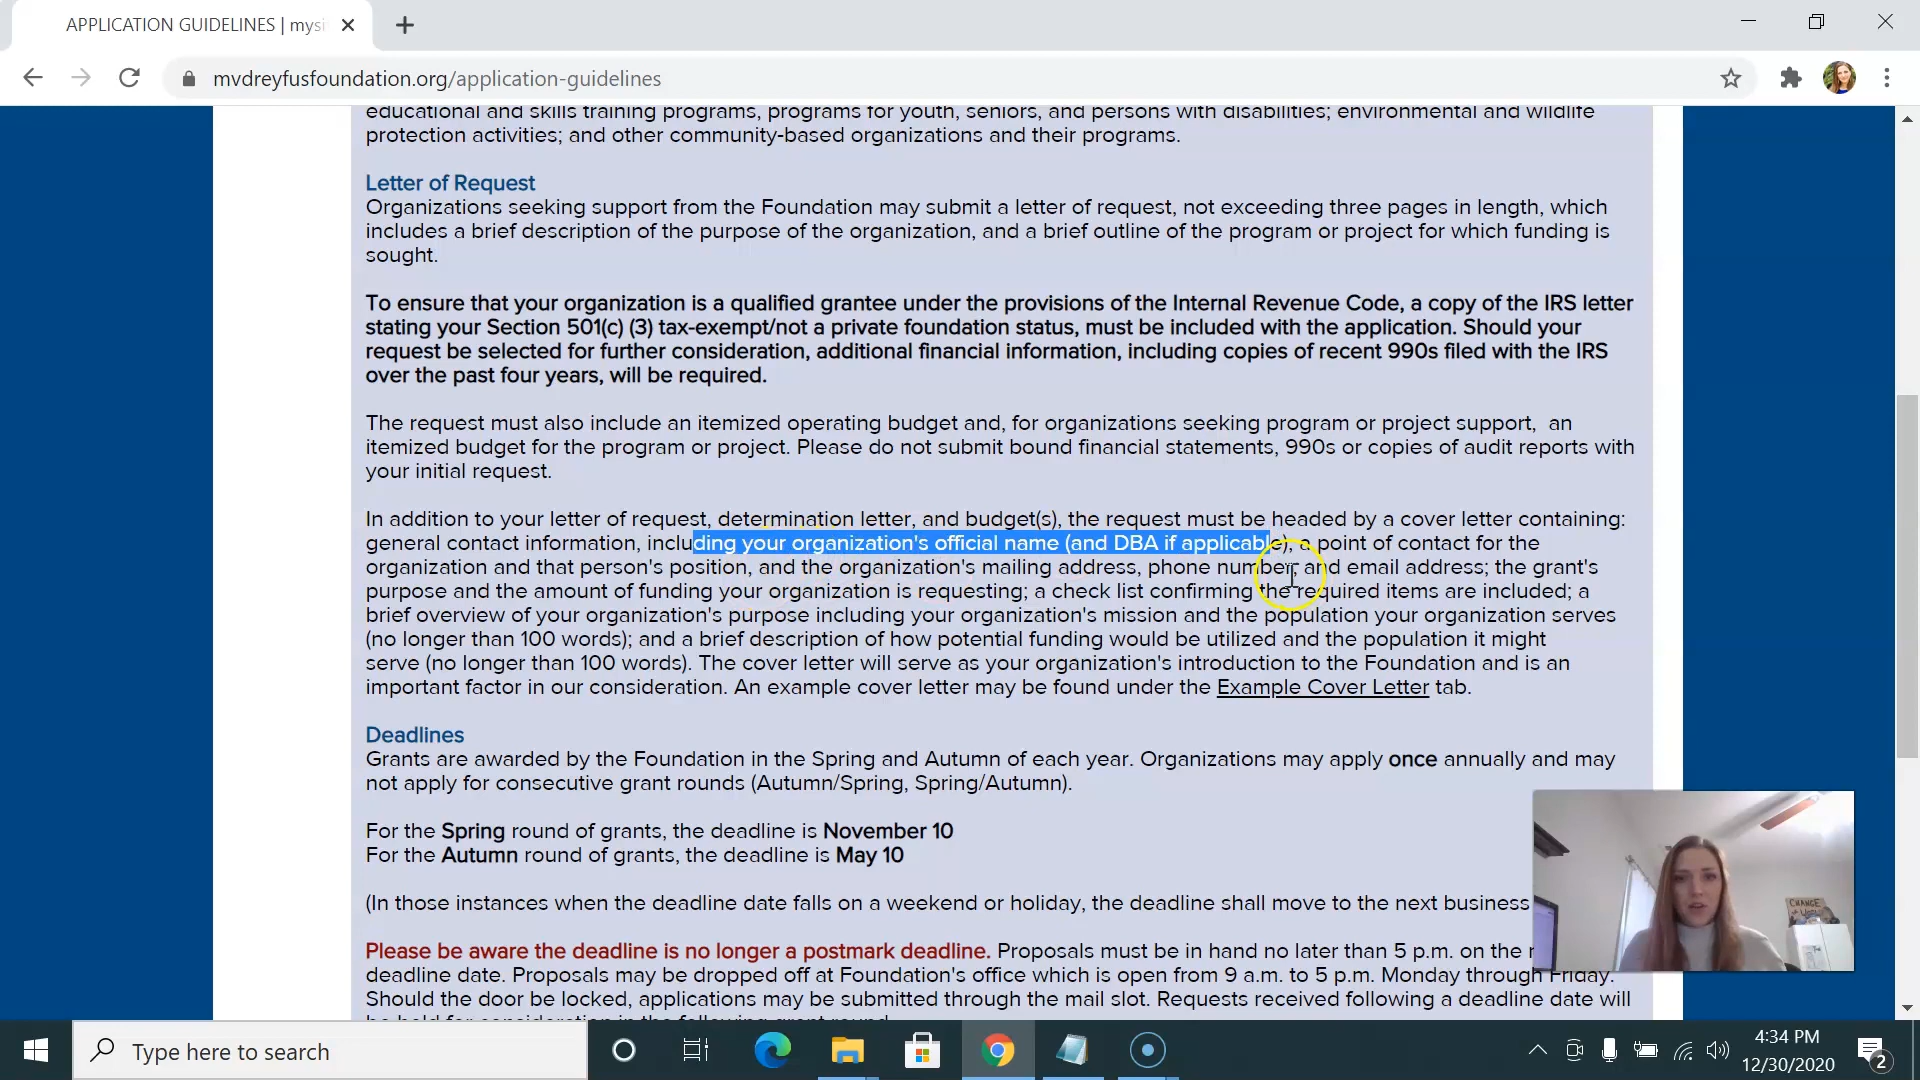 APPLICATION GUIDELINES | mysi
mvdreyfusfoundation.org/application-guidelines
educational and skills training programs, programs for youth, seniors, and persons with disabilities; environmental and wildlife
protection activities; and other community-based organizations and their programs.
Letter of Request
Organizations seeking support from the Foundation may submit a letter of request, not exceeding three pages in length, which
includes a brief description of the purpose of the organization, and a brief outline of the program or project for which funding is
sought.
To ensure that your organization is a qualified grantee under the provisions of the Internal Revenue Code, a copy of the IRS letter
stating your Section 501(c) (3) tax-exempt/not a private foundation status, must be included with the application. Should your
request be selected for further consideration, additional financial information, including copies of recent 990s filed with the IRS
over the past four years, will be required.
The request must also include an itemized operating budget and, for organizations seeking program or project support, an
itemized budget for the program or project. Please do not submit bound financial statements, 990s or copies of audit reports with
your initial request.
In addition to your letter of request, determination letter, and budget(s), the request must be headed by a cover letter containing:
general contact information, including your organization's official name (and DBA if applicable), a point of contact for the
organization and that person's position, and the organization's mailing address, phone number, and email address; the grant's
purpose and the amount of funding your organization is requesting; a check list confirming the required items are included; a
brief overview of your organization's purpose including your organization's mission and the population your organization serves
(no longer than 100 words); and a brief description of how potential funding would be utilized and the population it might
serve (no longer than 100 words). The cover letter will serve as your organization's introduction to the Foundation and is an
important factor in our consideration. An example cover letter may be found under the Example Cover Letter tab.
Deadlines
Grants are awarded by the Foundation in the Spring and Autumn of each year. Organizations may apply once annually and may
not apply for consecutive grant rounds (Autumn/Spring, Spring/Autumn).
For the Spring round of grants, the deadline is November 10
For the Autumn round of grants, the deadline is May 10
(In those instances when the deadline date falls on a weekend or holiday, the deadline shall move to the next business
Please be aware the deadline is no longer a postmark deadline. Proposals must be in hand no later than 5 p.m. on the
deadline date. Proposals may be dropped off at Foundation's office which is open from 9 a.m. to 5 p.m. Monday through Friday.
Should the door be locked, applications may be submitted through the mail slot. Requests received following a deadline date will
CHANGE
Type here to search
4:34 PM
12/30/2020
2